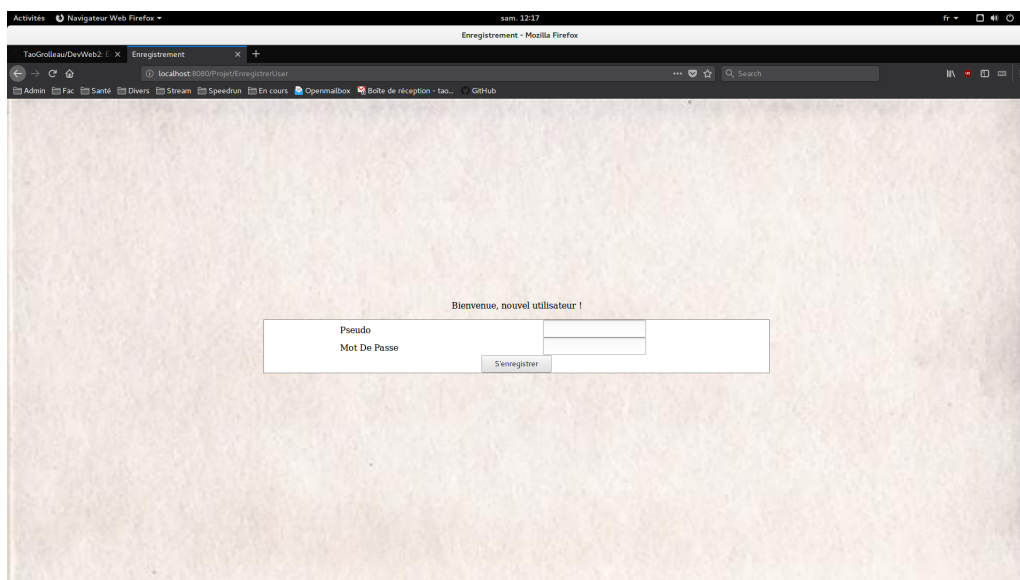 Activités Navigateur Web Firefox sam. 12:17 fr
Enregistrement - Mozilla Firefox
TaoGrolleau/DevWeb2: E Enregistrement
localhost:8080/Projet/EnregistrerUser Search
Admin Fac Santé Divers Stream Speedrun En cours Openmailbox Boîte de réception - tao... GitHub
Bienvenue, nouvel utilisateur !
Pseudo
Mot De Passe
S'enregistrer